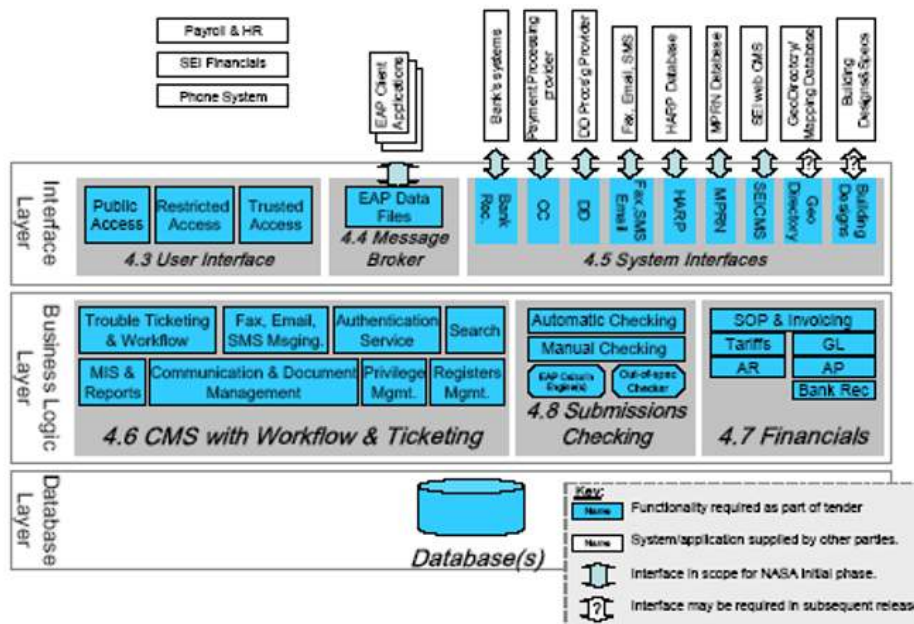 Payroll & HR
SEI Financials
Phone System
EAP Client
Applications
Bank's systems
Payment Processing
provider
DD Procs'g Provider
Fax, Email, SMS
HARP Database
MPRN Database
SEI web CMS
GeoDirectory/
Mapping Database
Building
Designs&Specs
?
?
Interface
Layer
Public
Access
Restricted
Access
Trusted
Access
4.3 User Interface
EAP Data
Files
4.4 Message
Broker
Bank
Rec.
CC
DD
Fax,SMS
Email
HARP
MPRN
SEICMS
Geo
Directory
Building
Designs
4.5 System Interfaces
Business Logic
Layer
Trouble Ticketing
& Workflow
Fax, Email,
SMS Msging.
Authentication
Service
Search
MIS &
Reports
Communication & Document
Management
Privilege
Mgmt.
Registers
Mgmt.
4.6 CMS with Workflow & Ticketing
Automatic Checking
Manual Checking
EAP
Engine
Out-of-spec
Checker
4.8 Submissions
Checking
SOP & Invoicing
Tariffs
GL
AR
AP
Bank Rec
4.7 Financials
Database
Layer
Database(s)
Key:
Name
Functionality required as part of tender
Name
System/application supplied by other parties.
Interface in scope for NASA initial phase.
?
Interface may be required in subsequent release